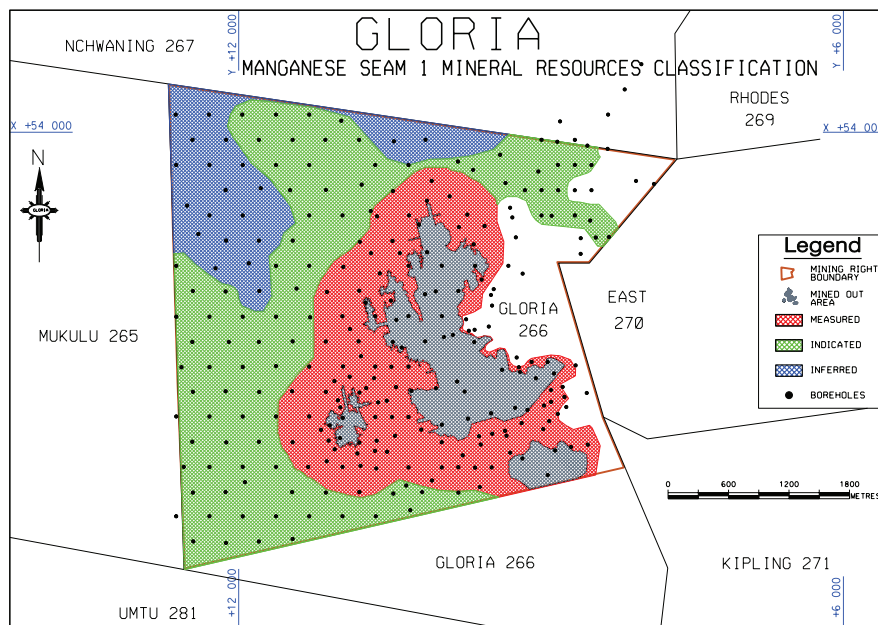 GLORIA
MANGANESE SEAM 1 MINERAL RESOURCES CLASSIFICATION
NCHWANING 267
Y +12 000
Y +6 000
RHODES
269
X +54 000
X +54 000
N
GLORIA
Legend
MINING RIGHT
BOUNDARY
MINED OUT
AREA
MEASURED
INDICATED
INFERRED
BOREHOLES
GLORIA
266
EAST
270
MUKULU 265
0 600 1200 1800
METRES
GLORIA 266
KIPLING 271
UMTU 281
+12 000
+6 000